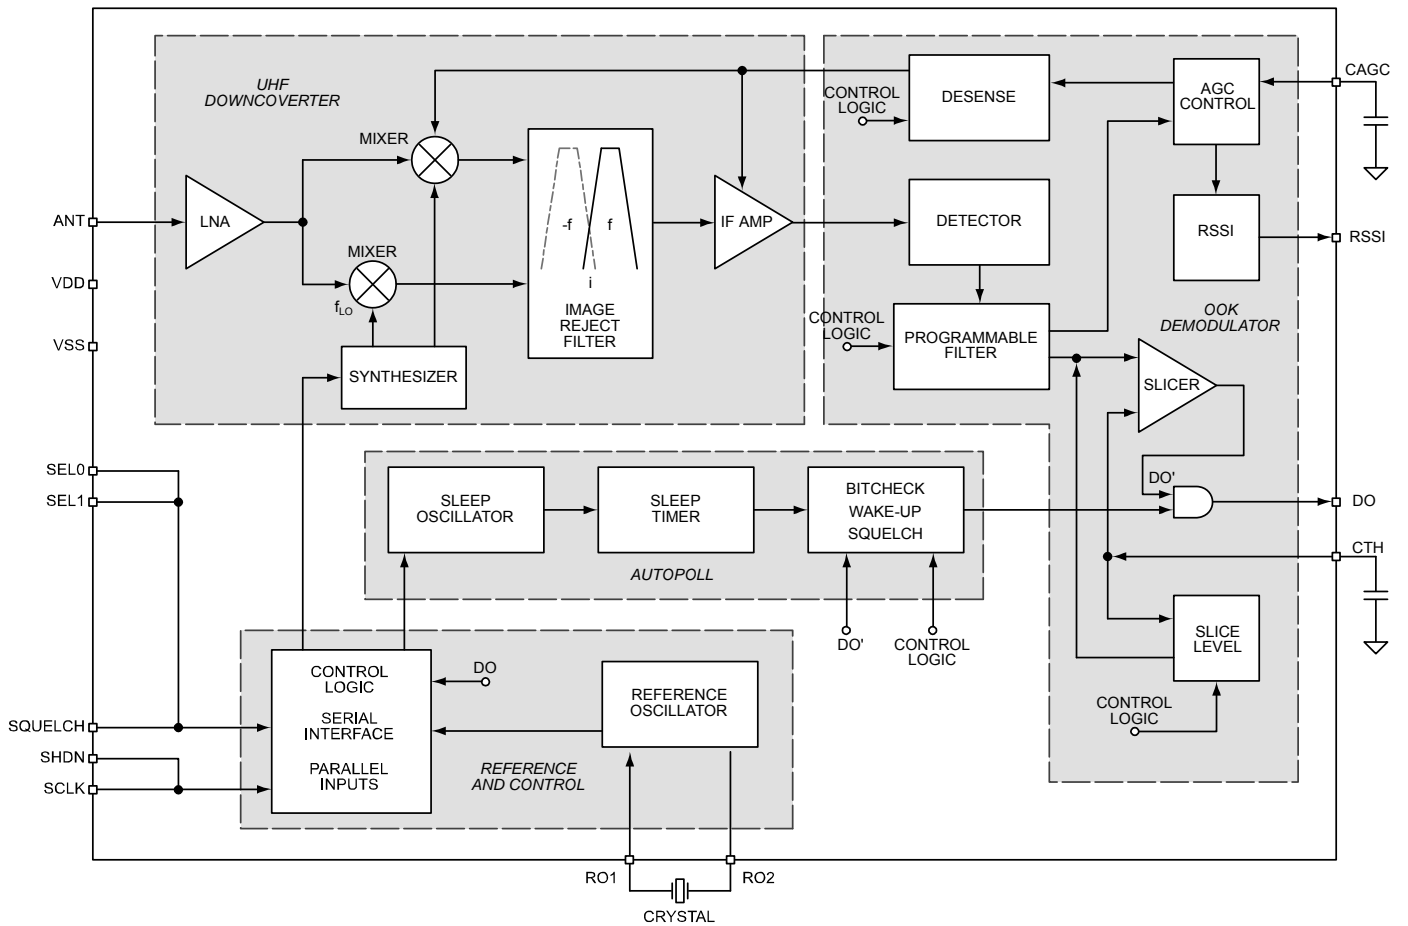 UHF
DOWNCOVERTER
MIXER
LNA
ANT
MIXER
fLO
VDD
VSS
SYNTHESIZER
-f
f
i
IMAGE
REJECT
FILTER
IF AMP
CONTROL
LOGIC
DESENSE
AGC
CONTROL
CAGC
DETECTOR
RSSI
RSSI
CONTROL
LOGIC
PROGRAMMABLE
FILTER
OOK
DEMODULATOR
SLICER
SEL0
SEL1
SLEEP
OSCILLATOR
SLEEP
TIMER
BITCHECK
WAKE-UP
SQUELCH
AUTOPOLL
DO'
DO
CTH
DO'
CONTROL
LOGIC
SLICE
LEVEL
CONTROL
LOGIC
SQUELCH
SHDN
SCLK
CONTROL
LOGIC
SERIAL
INTERFACE
PARALLEL
INPUTS
DO
REFERENCE
OSCILLATOR
REFERENCE
AND CONTROL
RO1
RO2
CRYSTAL